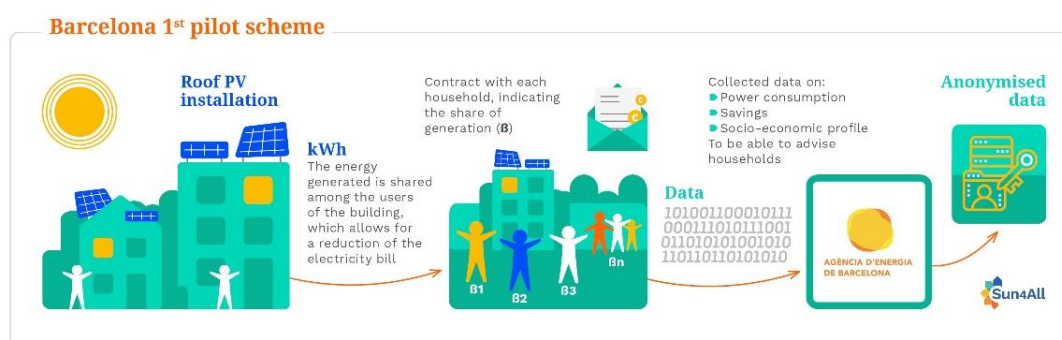 Barcelona 1st pilot scheme
Roof PV
installation
kWh
The energy
generated is shared
among the users
of the building,
which allows for
a reduction of the
electricity bill
Contract with each
household, indicating
the share of
generation (ß)
ß1
ß2
ß3
ßn
Data
101001100010111
000111010111001
011010101001010
110110110101010
Collected data on:
Power consumption
Savings
Socio-economic profile
To be able to advise
households
AGÈNCIA D'ENERGIA
DE BARCELONA
Anonymised
data
Sun4All